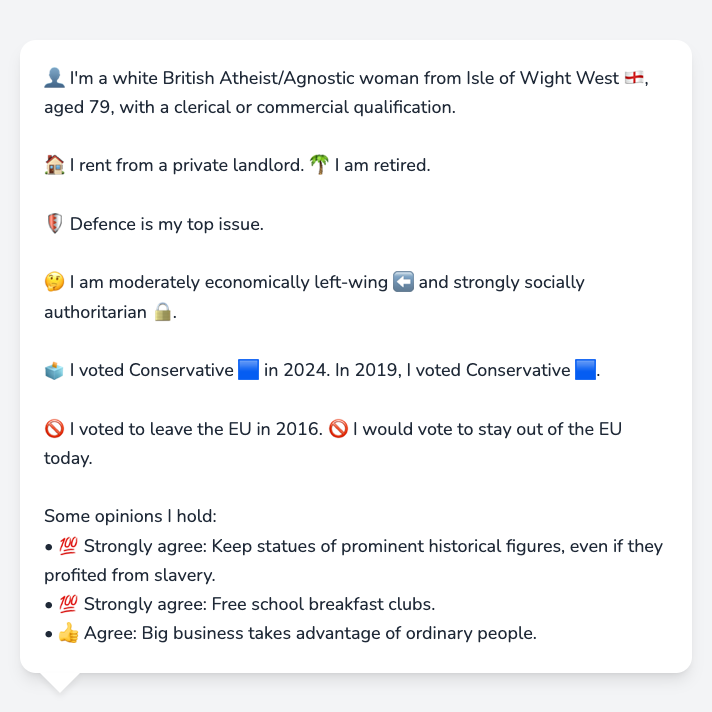 👤 I'm a white British Atheist/Agnostic woman from Isle of Wight West 🏴󠁧󠁢󠁥󠁮󠁧󠁿,
aged 79, with a clerical or commercial qualification.
🏠 I rent from a private landlord. 🌴 I am retired.
🛡️ Defence is my top issue.
🤔 I am moderately economically left-wing ⬅️ and strongly socially
authoritarian 🔒.
🗳️ I voted Conservative 🟦 in 2024. In 2019, I voted Conservative 🟦.
🚫 I voted to leave the EU in 2016. 🚫 I would vote to stay out of the EU
today.
Some opinions I hold:
• 💯 Strongly agree: Keep statues of prominent historical figures, even if they
profited from slavery.
• 💯 Strongly agree: Free school breakfast clubs.
• 👍 Agree: Big business takes advantage of ordinary people.